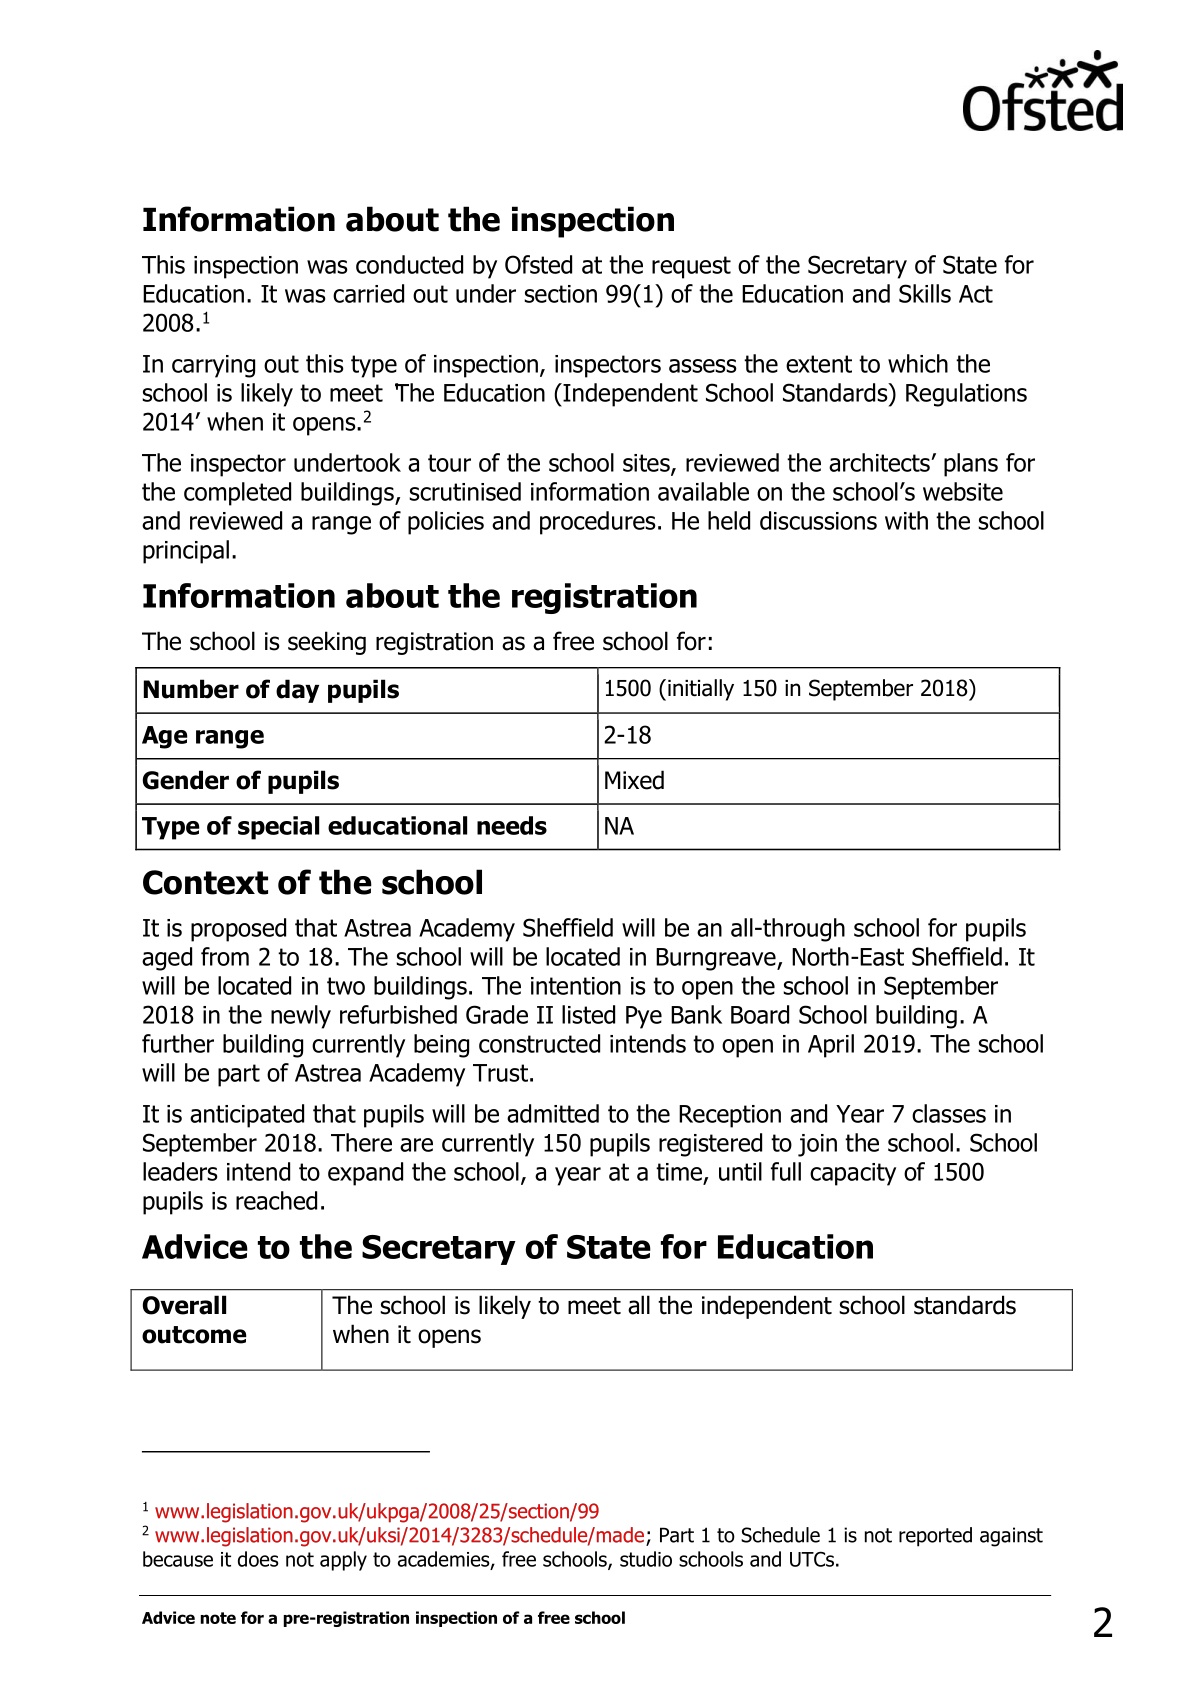 Ofsted
Information about the inspection
This inspection was conducted by Ofsted at the request of the Secretary of State for
Education. It was carried out under section 99(1) of the Education and Skills Act
2008.1
In carrying out this type of inspection, inspectors assess the extent to which the
school is likely to meet ‘The Education (Independent School Standards) Regulations
2014’ when it opens.2
The inspector undertook a tour of the school sites, reviewed the architects’ plans for
the completed buildings, scrutinised information available on the school’s website
and reviewed a range of policies and procedures. He held discussions with the school
principal.
Information about the registration
The school is seeking registration as a free school for:
Number of day pupils 1500 (initially 150 in September 2018)
Age range 2-18
Gender of pupils Mixed
Type of special educational needs NA
Context of the school
It is proposed that Astrea Academy Sheffield will be an all-through school for pupils
aged from 2 to 18. The school will be located in Burngreave, North-East Sheffield. It
will be located in two buildings. The intention is to open the school in September
2018 in the newly refurbished Grade II listed Pye Bank Board School building. A
further building currently being constructed intends to open in April 2019. The school
will be part of Astrea Academy Trust.
It is anticipated that pupils will be admitted to the Reception and Year 7 classes in
September 2018. There are currently 150 pupils registered to join the school. School
leaders intend to expand the school, a year at a time, until full capacity of 1500
pupils is reached.
Advice to the Secretary of State for Education
Overall The school is likely to meet all the independent school standards
outcome when it opens
1 www.legislation.gov.uk/ukpga/2008/25/section/99
2 www.legislation.gov.uk/uksi/2014/3283/schedule/made; Part 1 to Schedule 1 is not reported against
because it does not apply to academies, free schools, studio schools and UTCs.
Advice note for a pre-registration inspection of a free school
2